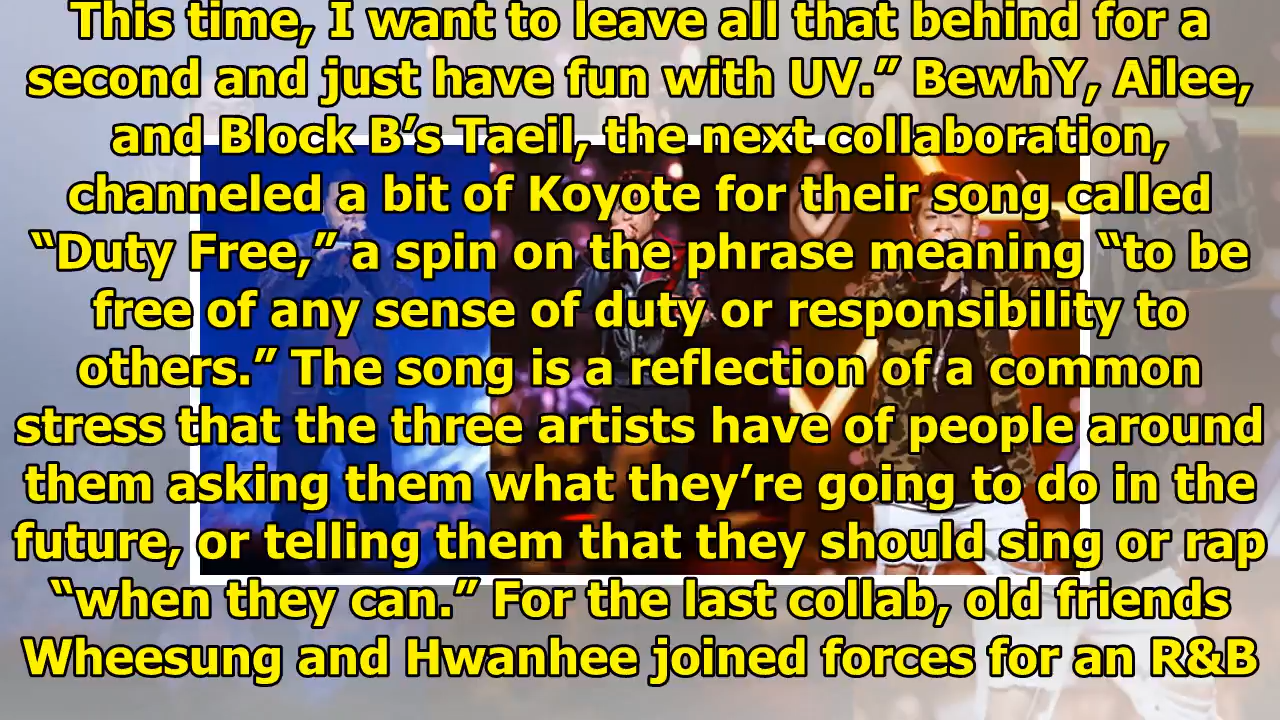 This time, I want to leave all that behind for a
second and just have fun with UV.” BewhY, Ailee,
and Block B’s Taeil, the next collaboration,
channeled a bit of Koyote for their song called
“Duty Free,” a spin on the phrase meaning “to be
free of any sense of duty or responsibility to
others.” The song is a reflection of a common
stress that the three artists have of people around
them asking them what they’re going to do in the
future, or telling them that they should sing or rap
“when they can.” For the last collab, old friends
Wheesung and Hwanhee joined forces for an R&B